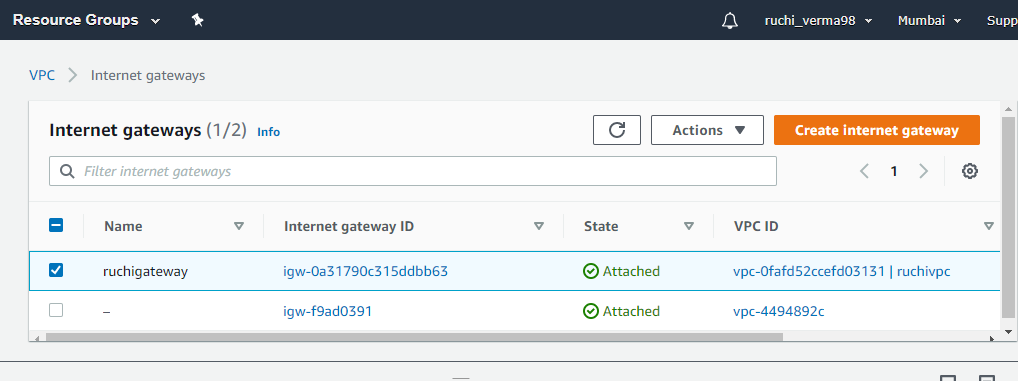 Resource Groups ruchi_verma98 Mumbai Supp
VPC > Internet gateways
Internet gateways (1/2) Info Actions Create internet gateway
Filter internet gateways 1
Name Internet gateway ID State VPC ID
ruchigateway igw-0a31790c315ddbb63 Attached vpc-0fafd52ccefd03131 | ruchivpc
– igw-f9ad0391 Attached vpc-4494892c